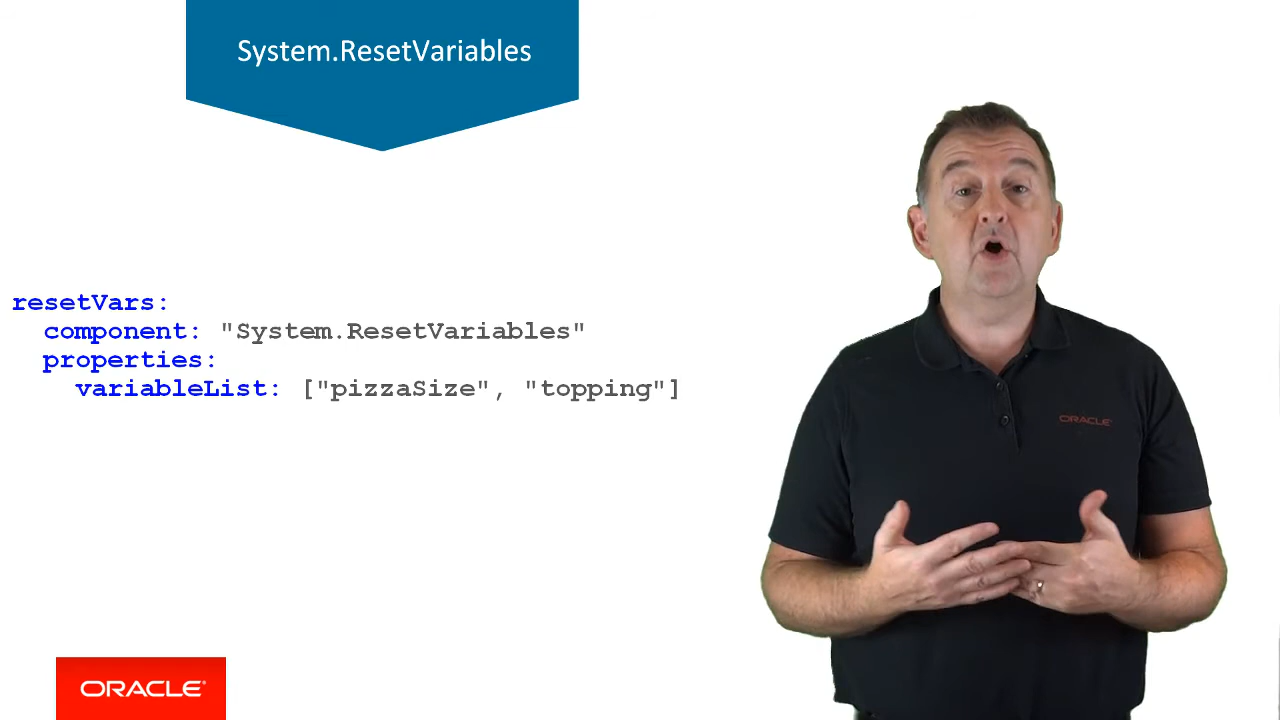 System.ResetVariables
resetVars:
component: "System.ResetVariables"
properties:
variableList: ["pizzaSize", "topping"]
ORACLE
ORACLE